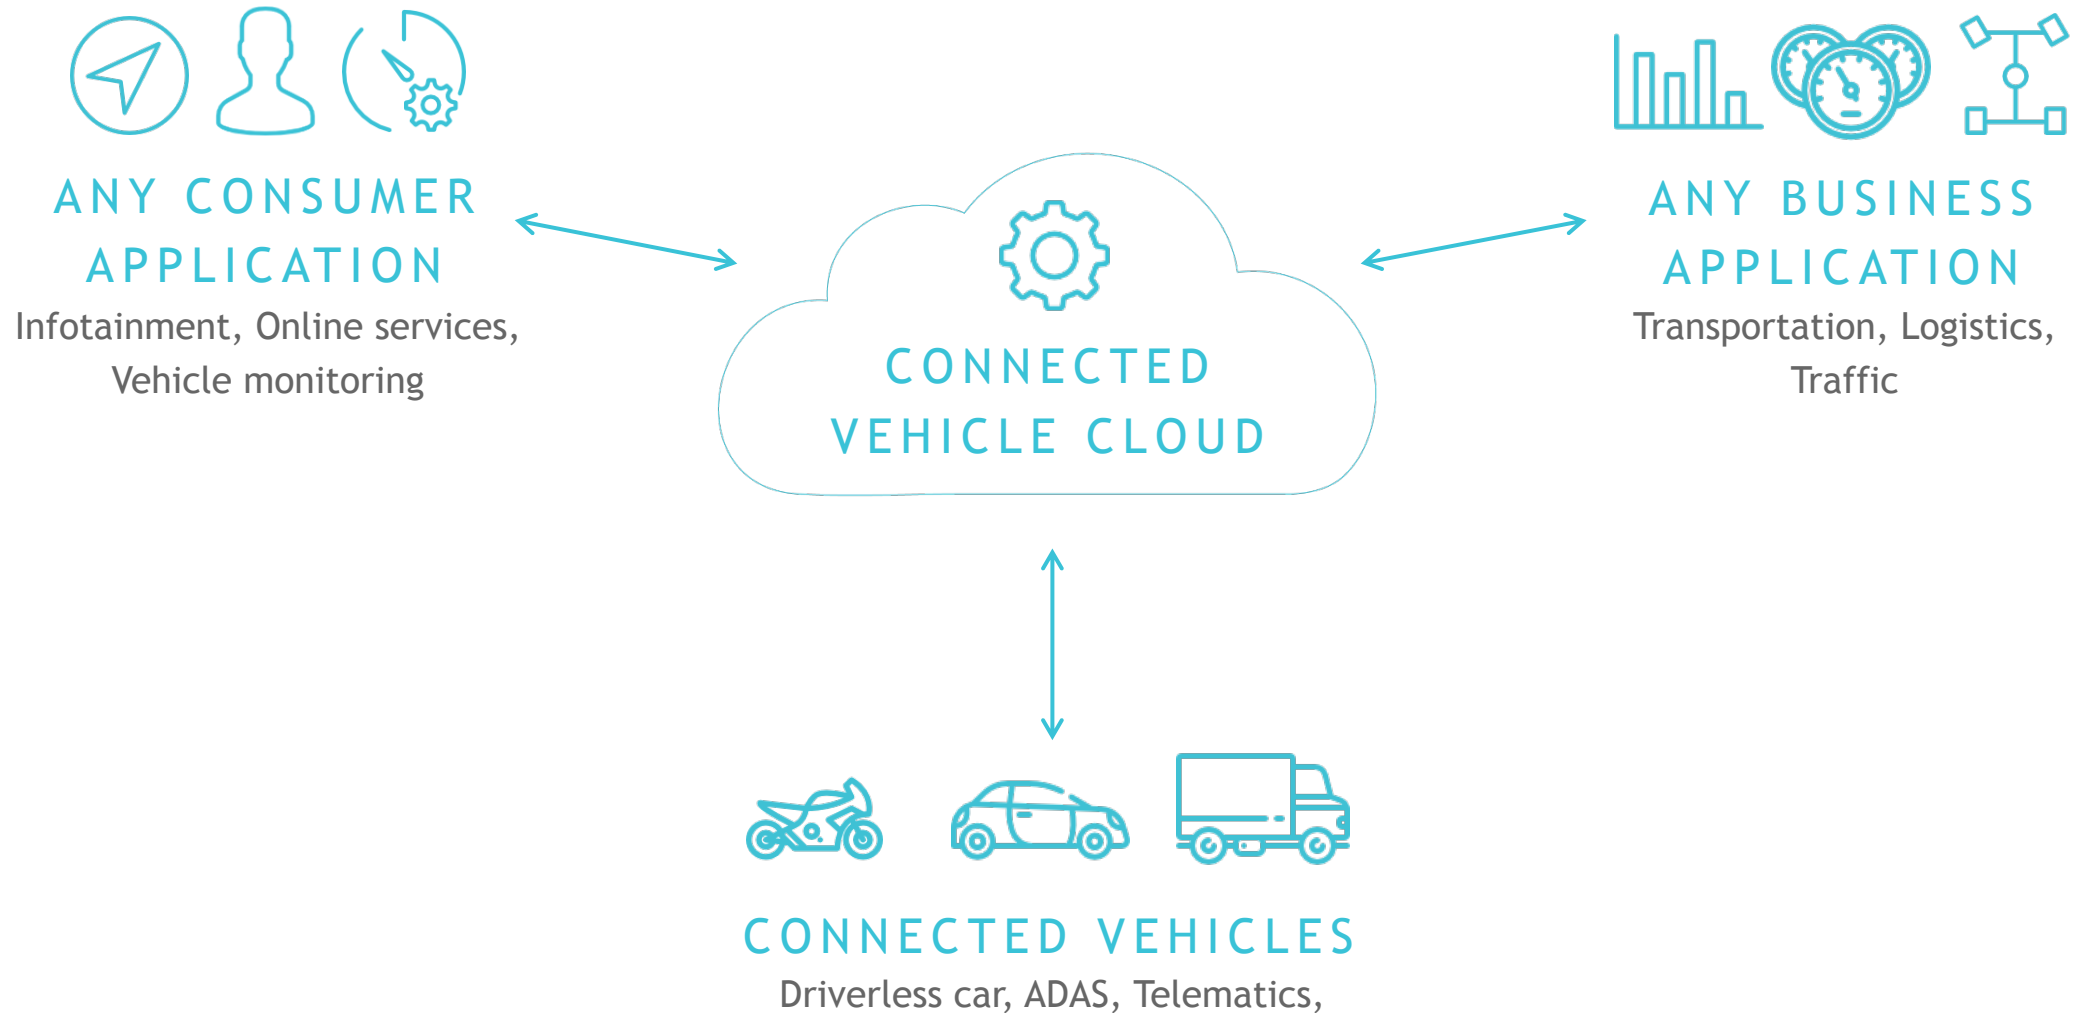 ANY CONSUMER
APPLICATION
Infotainment, Online services,
Vehicle monitoring
CONNECTED
VEHICLE CLOUD
ANY BUSINESS
APPLICATION
Transportation, Logistics,
Traffic
CONNECTED VEHICLES
Driverless car, ADAS, Telematics,